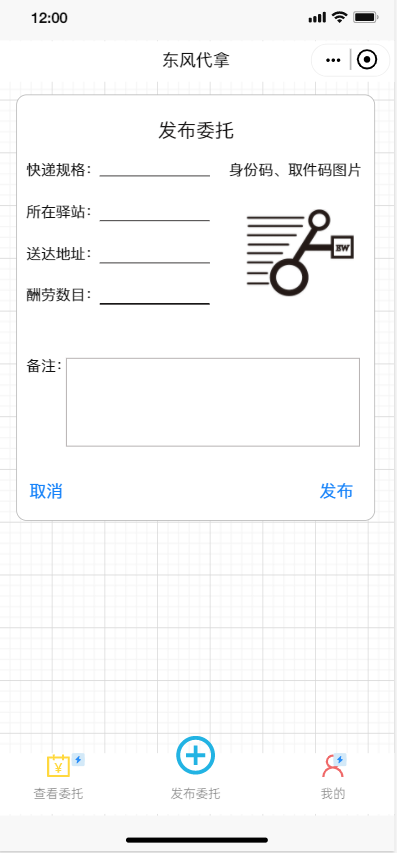 12:00
东风代拿
发布委托
快递规格：
身份码、取件码图片
所在驿站：
送达地址：
BW
酬劳数目：
备注：
取消
发布
¥
查看委托
发布委托
我的